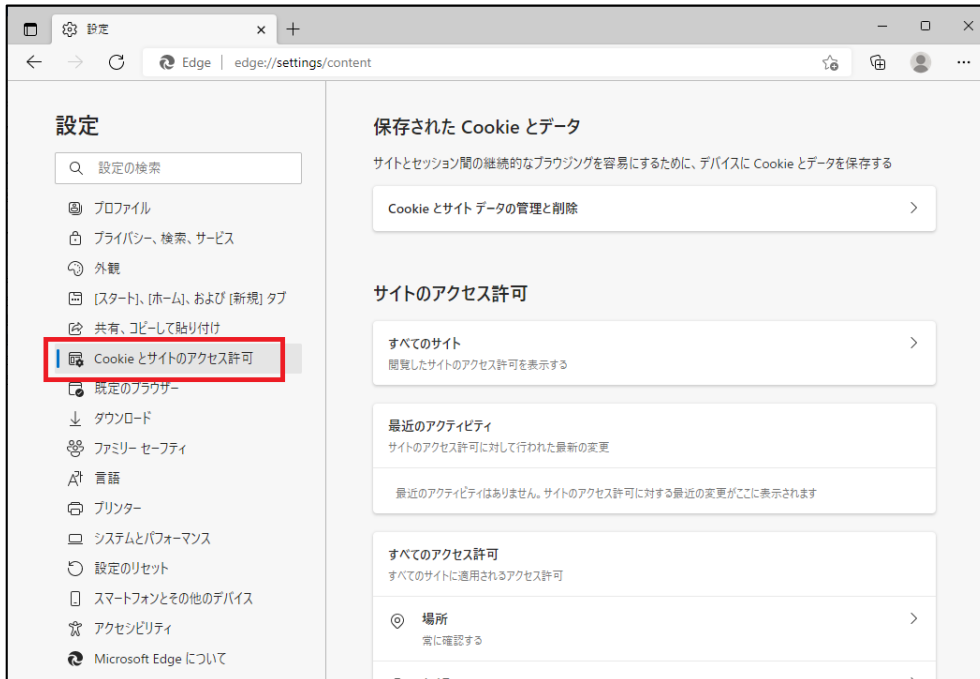 設定
Edge
edge://settings/content
設定
設定の検索
プロファイル
プライバシー、検索、サービス
外観
[スタート]、[ホーム]、および [新規] タブ
共有、コピーして貼り付け
Cookie とサイトのアクセス許可
既定のブラウザー
ダウンロード
ファミリー セーフティ
言語
プリンター
システムとパフォーマンス
設定のリセット
スマートフォンとその他のデバイス
アクセシビリティ
Microsoft Edge について
保存された Cookie とデータ
サイトとセッション間の継続的なブラウジングを容易にするために、デバイスに Cookie とデータを保存する
Cookie とサイト データの管理と削除
サイトのアクセス許可
すべてのサイト
閲覧したサイトのアクセス許可を表示する
最近のアクティビティ
サイトのアクセス許可に対して行われた最新の変更
最近のアクティビティはありません。サイトのアクセス許可に対する最近の変更がここに表示されます
すべてのアクセス許可
すべてのサイトに適用されるアクセス許可
場所
常に確認する